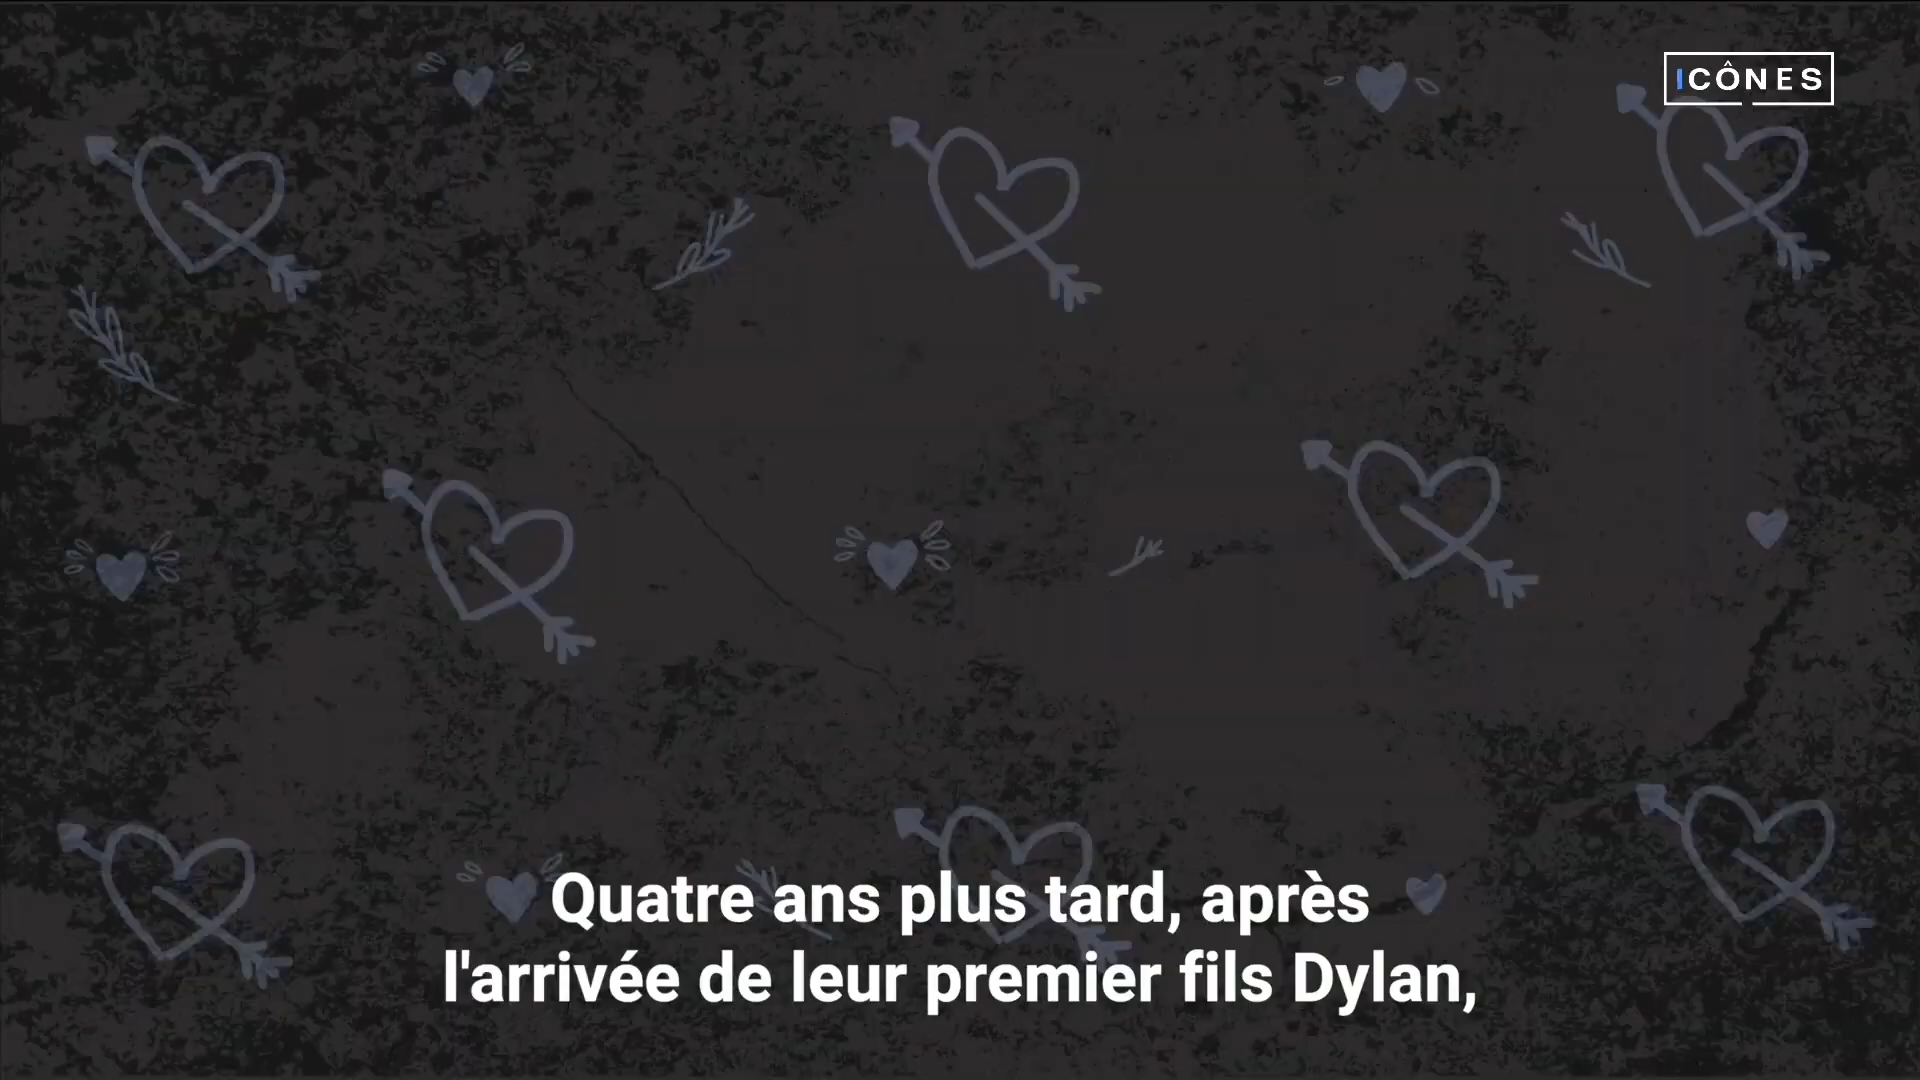 ICÔNES
Quatre ans plus tard, après
l'arrivée de leur premier fils Dylan,